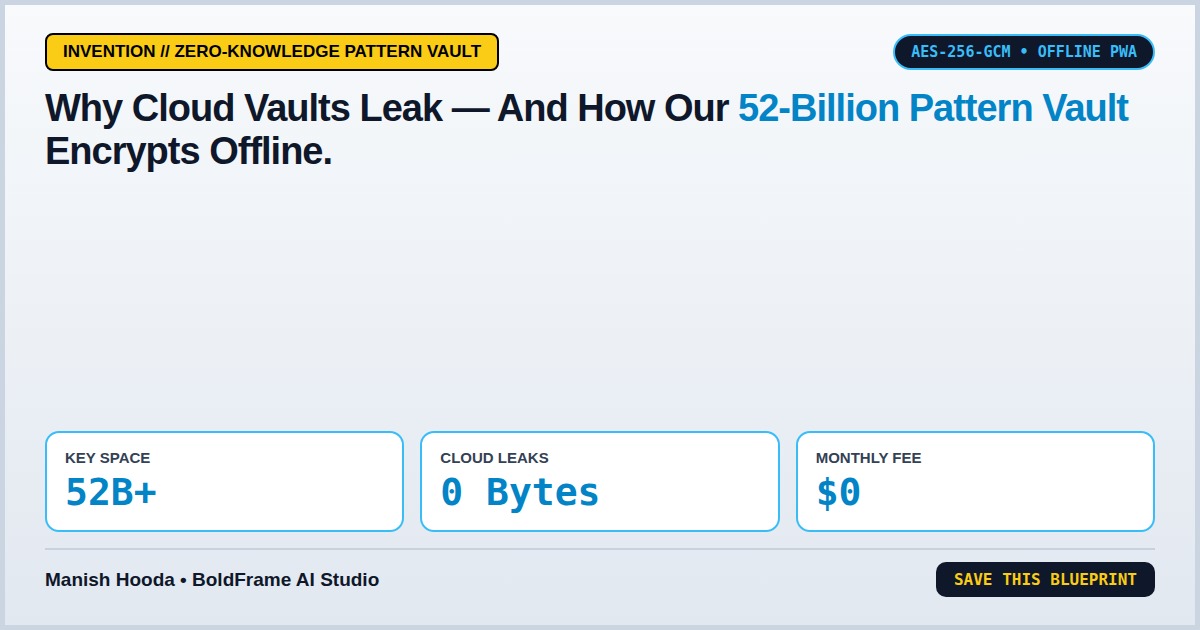 INVENTION // ZERO-KNOWLEDGE PATTERN VAULT
AES-256-GCM • OFFLINE PWA
Why Cloud Vaults Leak — And How Our 52-Billion Pattern Vault
Encrypts Offline.
KEY SPACE
52B+
CLOUD LEAKS
0 Bytes
MONTHLY FEE
$0
Manish Hooda • BoldFrame AI Studio
SAVE THIS BLUEPRINT